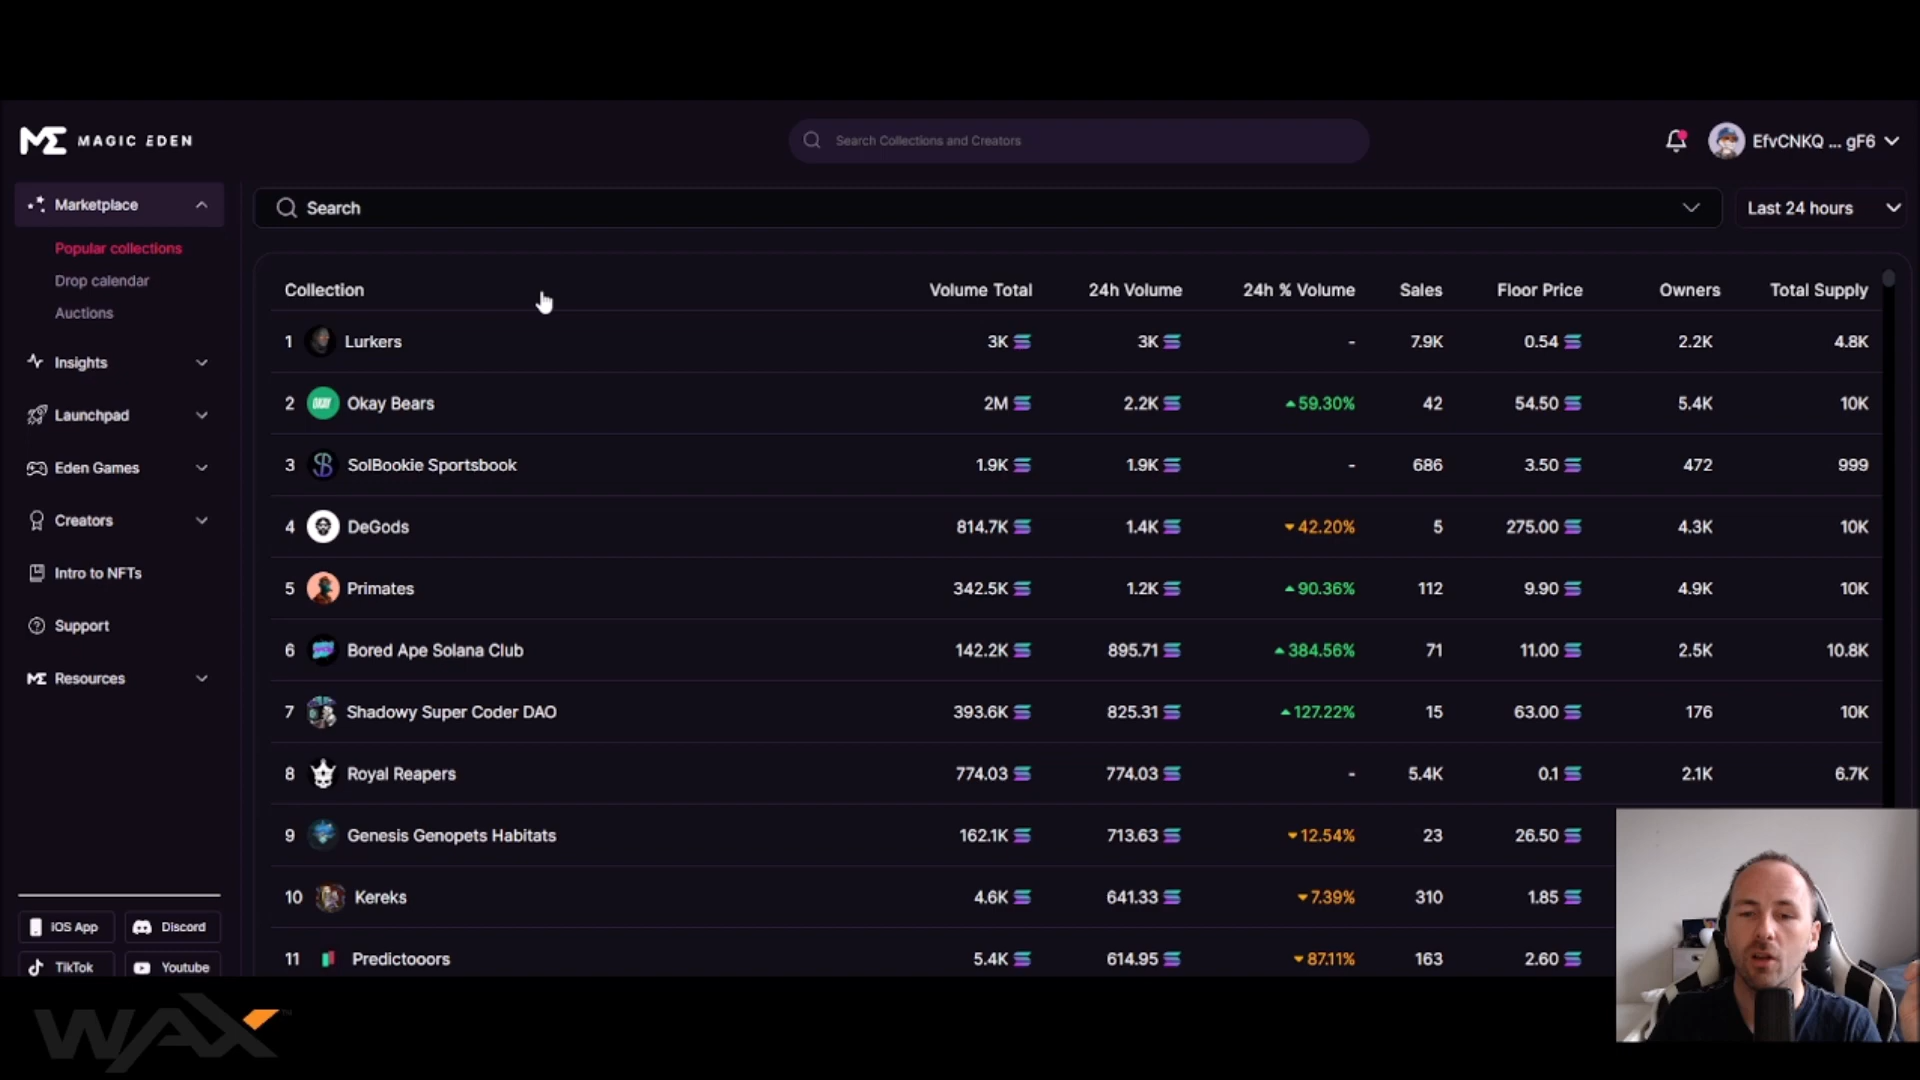 MAGIC EDEN
Search Collections and Creators
EfvCNKQ ... gF6
Marketplace
Popular collections
Drop calendar
Auctions
Insights
Launchpad
Eden Games
Creators
Intro to NFTs
Support
Resources
iOS App
Discord
TikTok
Youtube
Search
Last 24 hours
Collection Volume Total 24h Volume 24h % Volume Sales Floor Price Owners Total Supply
1 Lurkers 3K 3K - 7.9K 0.54 2.2K 4.8K
2 OKAY Okay Bears 2M 2.2K 59.30% 42 54.50 5.4K 10K
3 SolBookie Sportsbook 1.9K 1.9K - 686 3.50 472 999
4 DeGods 814.7K 1.4K 42.20% 5 275.00 4.3K 10K
5 Primates 342.5K 1.2K 90.36% 112 9.90 4.9K 10K
6 Bored Ape Solana Club 142.2K 895.71 384.56% 71 11.00 2.5K 10.8K
7 Shadowy Super Coder DAO 393.6K 825.31 127.22% 15 63.00 176 10K
8 Royal Reapers 774.03 774.03 - 5.4K 0.1 2.1K 6.7K
9 Genesis Genopets Habitats 162.1K 713.63 12.54% 23 26.50
10 Kereks 4.6K 641.33 7.39% 310 1.85
11 Predictooors 5.4K 614.95 87.11% 163 2.60
WAX